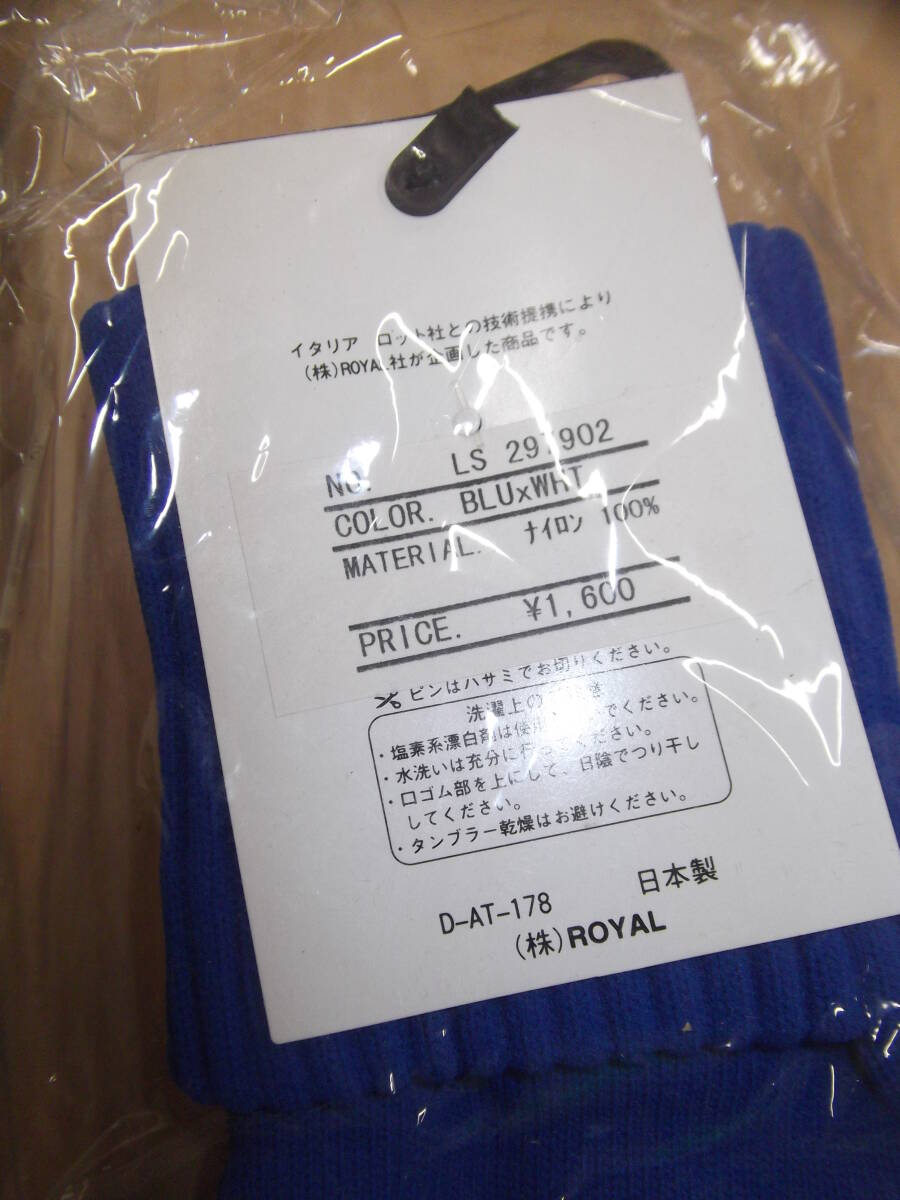 イタリア ロット社との技術提携により
(株)ROYAL社が企画した商品です。
NO. LS 297902
COLOR. BLUxWHT
MATERIAL. ナイロン 100%
PRICE. ¥1,600
ピンはハサミでお切りください。
洗濯上の
・塩素系漂白剤は使用 でください。
・水洗いは充分に行 ください。
・口ゴム部を上にして、日陰でつり干し
してください。
・タンブラー乾燥はお避けください。
D-AT-178 日本製
(株)ROYAL